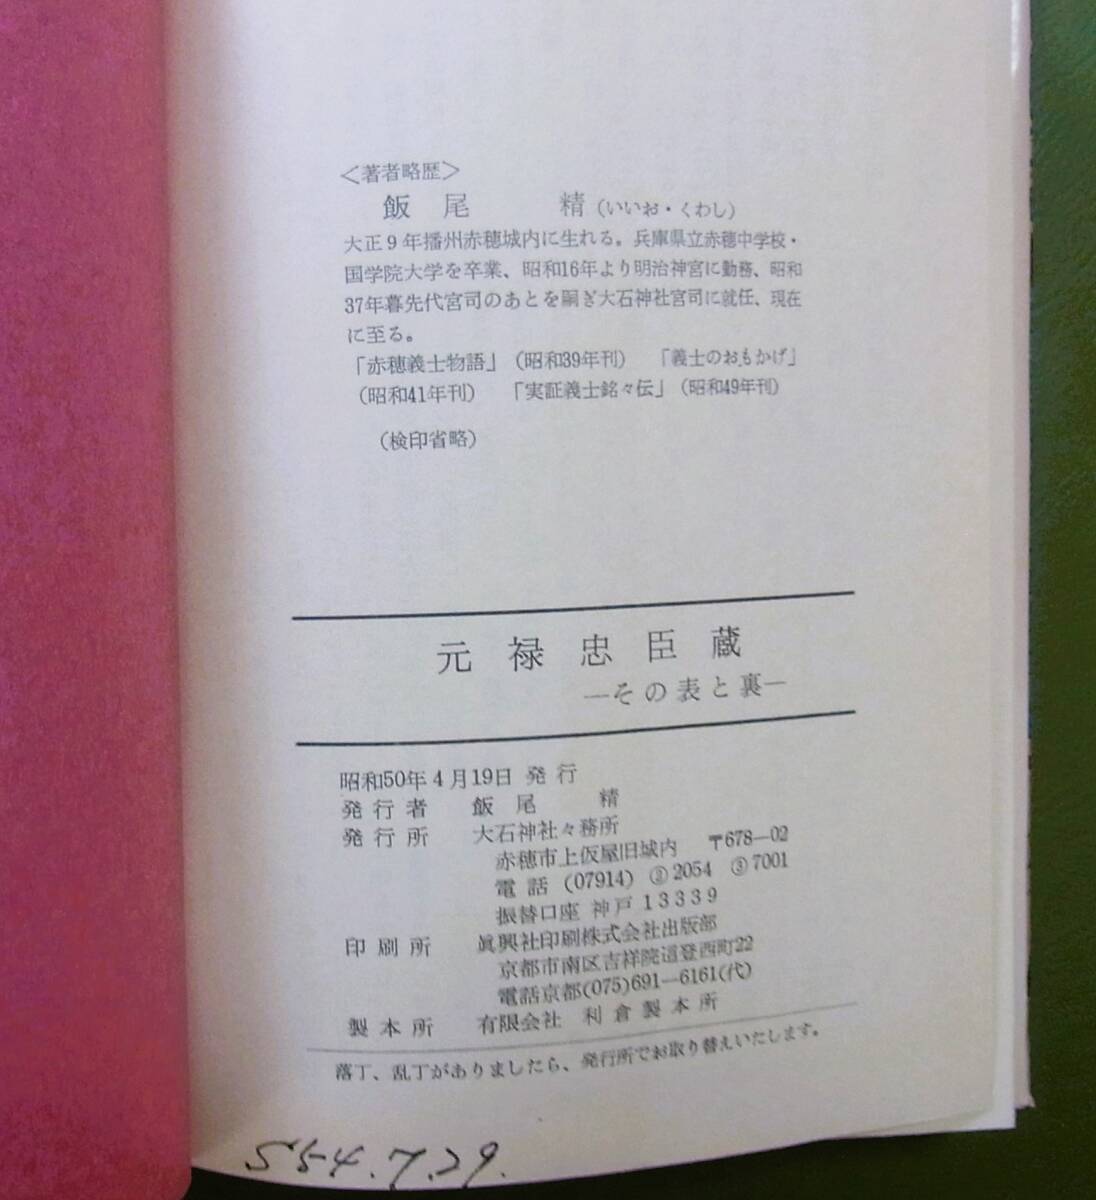 ＜著者略歴＞
飯尾　精（いいお・くわし）
大正9年播州赤穂城内に生れる。兵庫県立赤穂中学校・
国学院大学を卒業、昭和16年より明治神宮に勤務、昭和
37年暮先代宮司のあとを嗣ぎ大石神社宮司に就任、現在
に至る。
「赤穂義士物語」（昭和39年刊）　「義士のおもかげ」
（昭和41年刊）　「実証義士銘々伝」（昭和49年刊）
（検印省略）
元禄忠臣蔵
―その表と裏―
昭和50年4月19日 発行
発行者　飯尾　精
発行所　大石神社々務所
赤穂市上仮屋旧城内　〒678―02
電話 (07914) ②2054 ③7001
振替口座 神戸 13339
印刷所　眞興社印刷株式会社出版部
京都市南区吉祥院這登西町22
電話京都(075)691―6161(代)
製本所　有限会社 利倉製本所
落丁、乱丁がありましたら、発行所でお取り替えいたします。
S54.7.29.